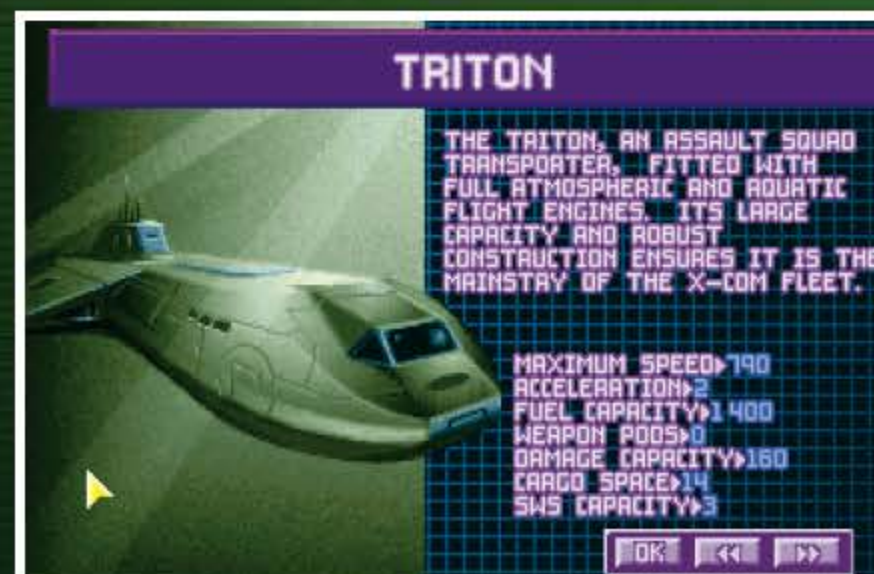 TRITON
THE TRITON, AN ASSAULT SQUAD
TRANSPORTER, FITTED WITH
FULL ATMOSPHERIC AND AQUATIC
FLIGHT ENGINES. ITS LARGE
CAPACITY AND ROBUST
CONSTRUCTION ENSURES IT IS THE
MAINSTAY OF THE X-COM FLEET.
MAXIMUM SPEED▶790
ACCELERATION▶2
FUEL CAPACITY▶1 400
WEAPON PODS▶0
DAMAGE CAPACITY▶160
CARGO SPACE▶14
SWS CAPACITY▶3
OK << >>